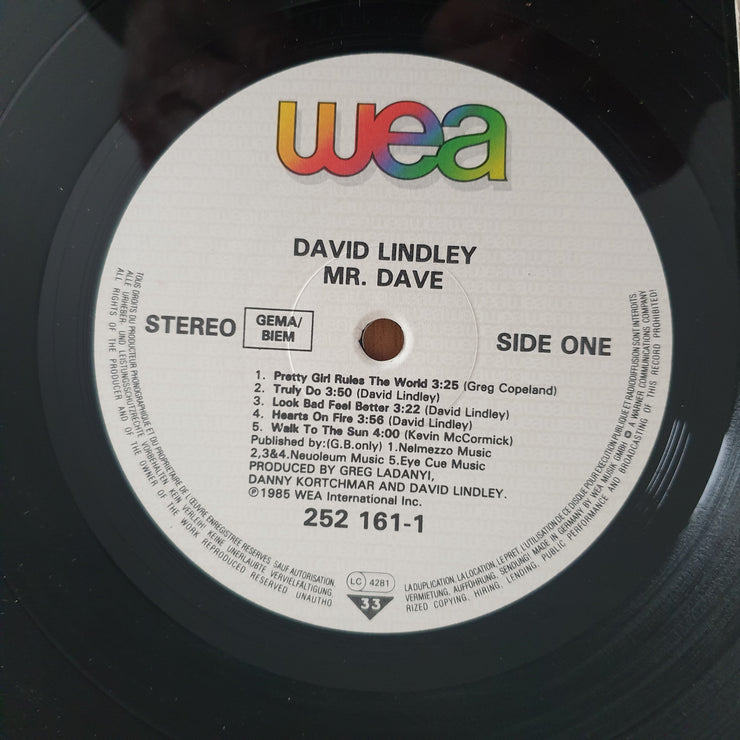 wea
DAVID LINDLEY
MR. DAVE
STEREO
GEMA/
BIEM
SIDE ONE
1. Pretty Girl Rules The World 3:25 (Greg Copeland)
2. Truly Do 3:50 (David Lindley)
3. Look Bad Feel Better 3:22 (David Lindley)
4. Hearts On Fire 3:56 (David Lindley)
5. Walk To The Sun 4:00 (Kevin McCormick)
Published by:(G.B.only) 1.Nelmezzo Music
2,3&4.Neuoleum Music 5.Eye Cue Music
PRODUCED BY GREG LADANYI,
DANNY KORTCHMAR AND DAVID LINDLEY.
℗1985 WEA International Inc.
252 161-1
LC 4281
33
TOUS DROITS DU PRODUCTEUR PHONOGRAPHIQUE ET DU PROPRIETAIRE DE L'ŒUVRE ENREGISTREE RESERVES SAUF AUTORISATION. LA DUPLICATION, LA LOCATION, LE PRET, L'UTILISATION DE CE DISQUE POUR EXECUTION PUBLIQUE ET RADIODIFFUSION SONT INTERDITS
ALLE URHEBER- UND LEISTUNGSSCHUTZRECHTE VORBEHALTEN. KEIN VERLEIH! KEINE UNERLAUBTE VERVIELFÄLTIGUNG, VERMIETUNG, AUFFÜHRUNG, SENDUNG! MADE IN GERMANY BY WEA MUSIK GMBH A WARNER COMMUNICATIONS COMPANY
ALL RIGHTS OF THE PRODUCER AND OF THE OWNER OF THE WORK REPRODUCED RESERVED UNAUTHORIZED COPYING, HIRING, LENDING, PUBLIC PERFORMANCE AND BROADCASTING OF THIS RECORD PROHIBITED!